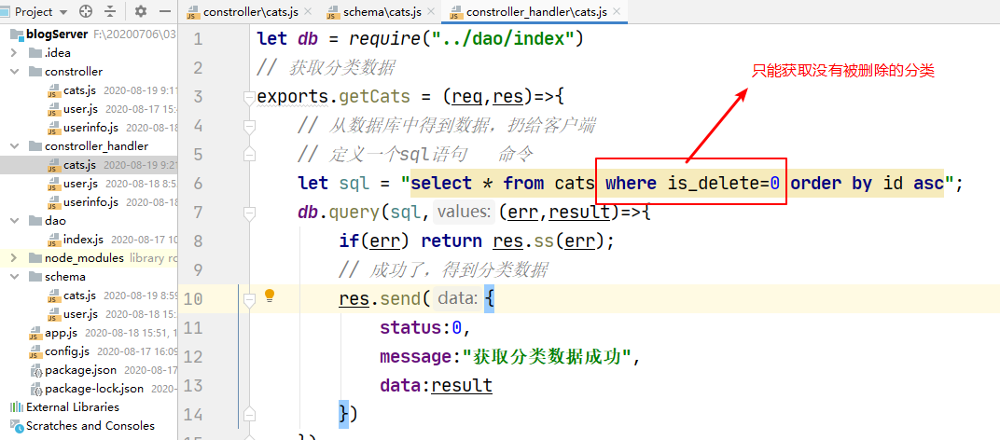 Project
constroller\cats.js
schema\cats.js
constroller_handler\cats.js
blogServer F:\20200706\03
.idea
constroller
cats.js 2020-08-19 9:11
user.js 2020-08-17 15:4
userinfo.js 2020-08-19
constroller_handler
cats.js 2020-08-19 9:21
user.js 2020-08-18 8:5
userinfo.js 2020-08-18
dao
index.js 2020-08-17 10
node_modules library ro
schema
cats.js 2020-08-19 8:59
user.js 2020-08-18 15:
app.js 2020-08-18 15:51, 1
config.js 2020-08-17 16:09
package.json 2020-08-17
package-lock.json 2020-08
External Libraries
Scratches and Consoles
1 let db = require("../dao/index")
2 // 获取分类数据
只能获取没有被删除的分类
3 exports.getCats = (req,res)=>{
4 // 从数据库中得到数据，扔给客户端
5 // 定义一个sql语句 命令
6 let sql = "select * from cats where is_delete=0 order by id asc";
7 db.query(sql, values: (err,result)=>{
8 if(err) return res.ss(err);
9 // 成功了，得到分类数据
10 res.send( data: {
11 status:0,
12 message:"获取分类数据成功",
13 data:result
14 })